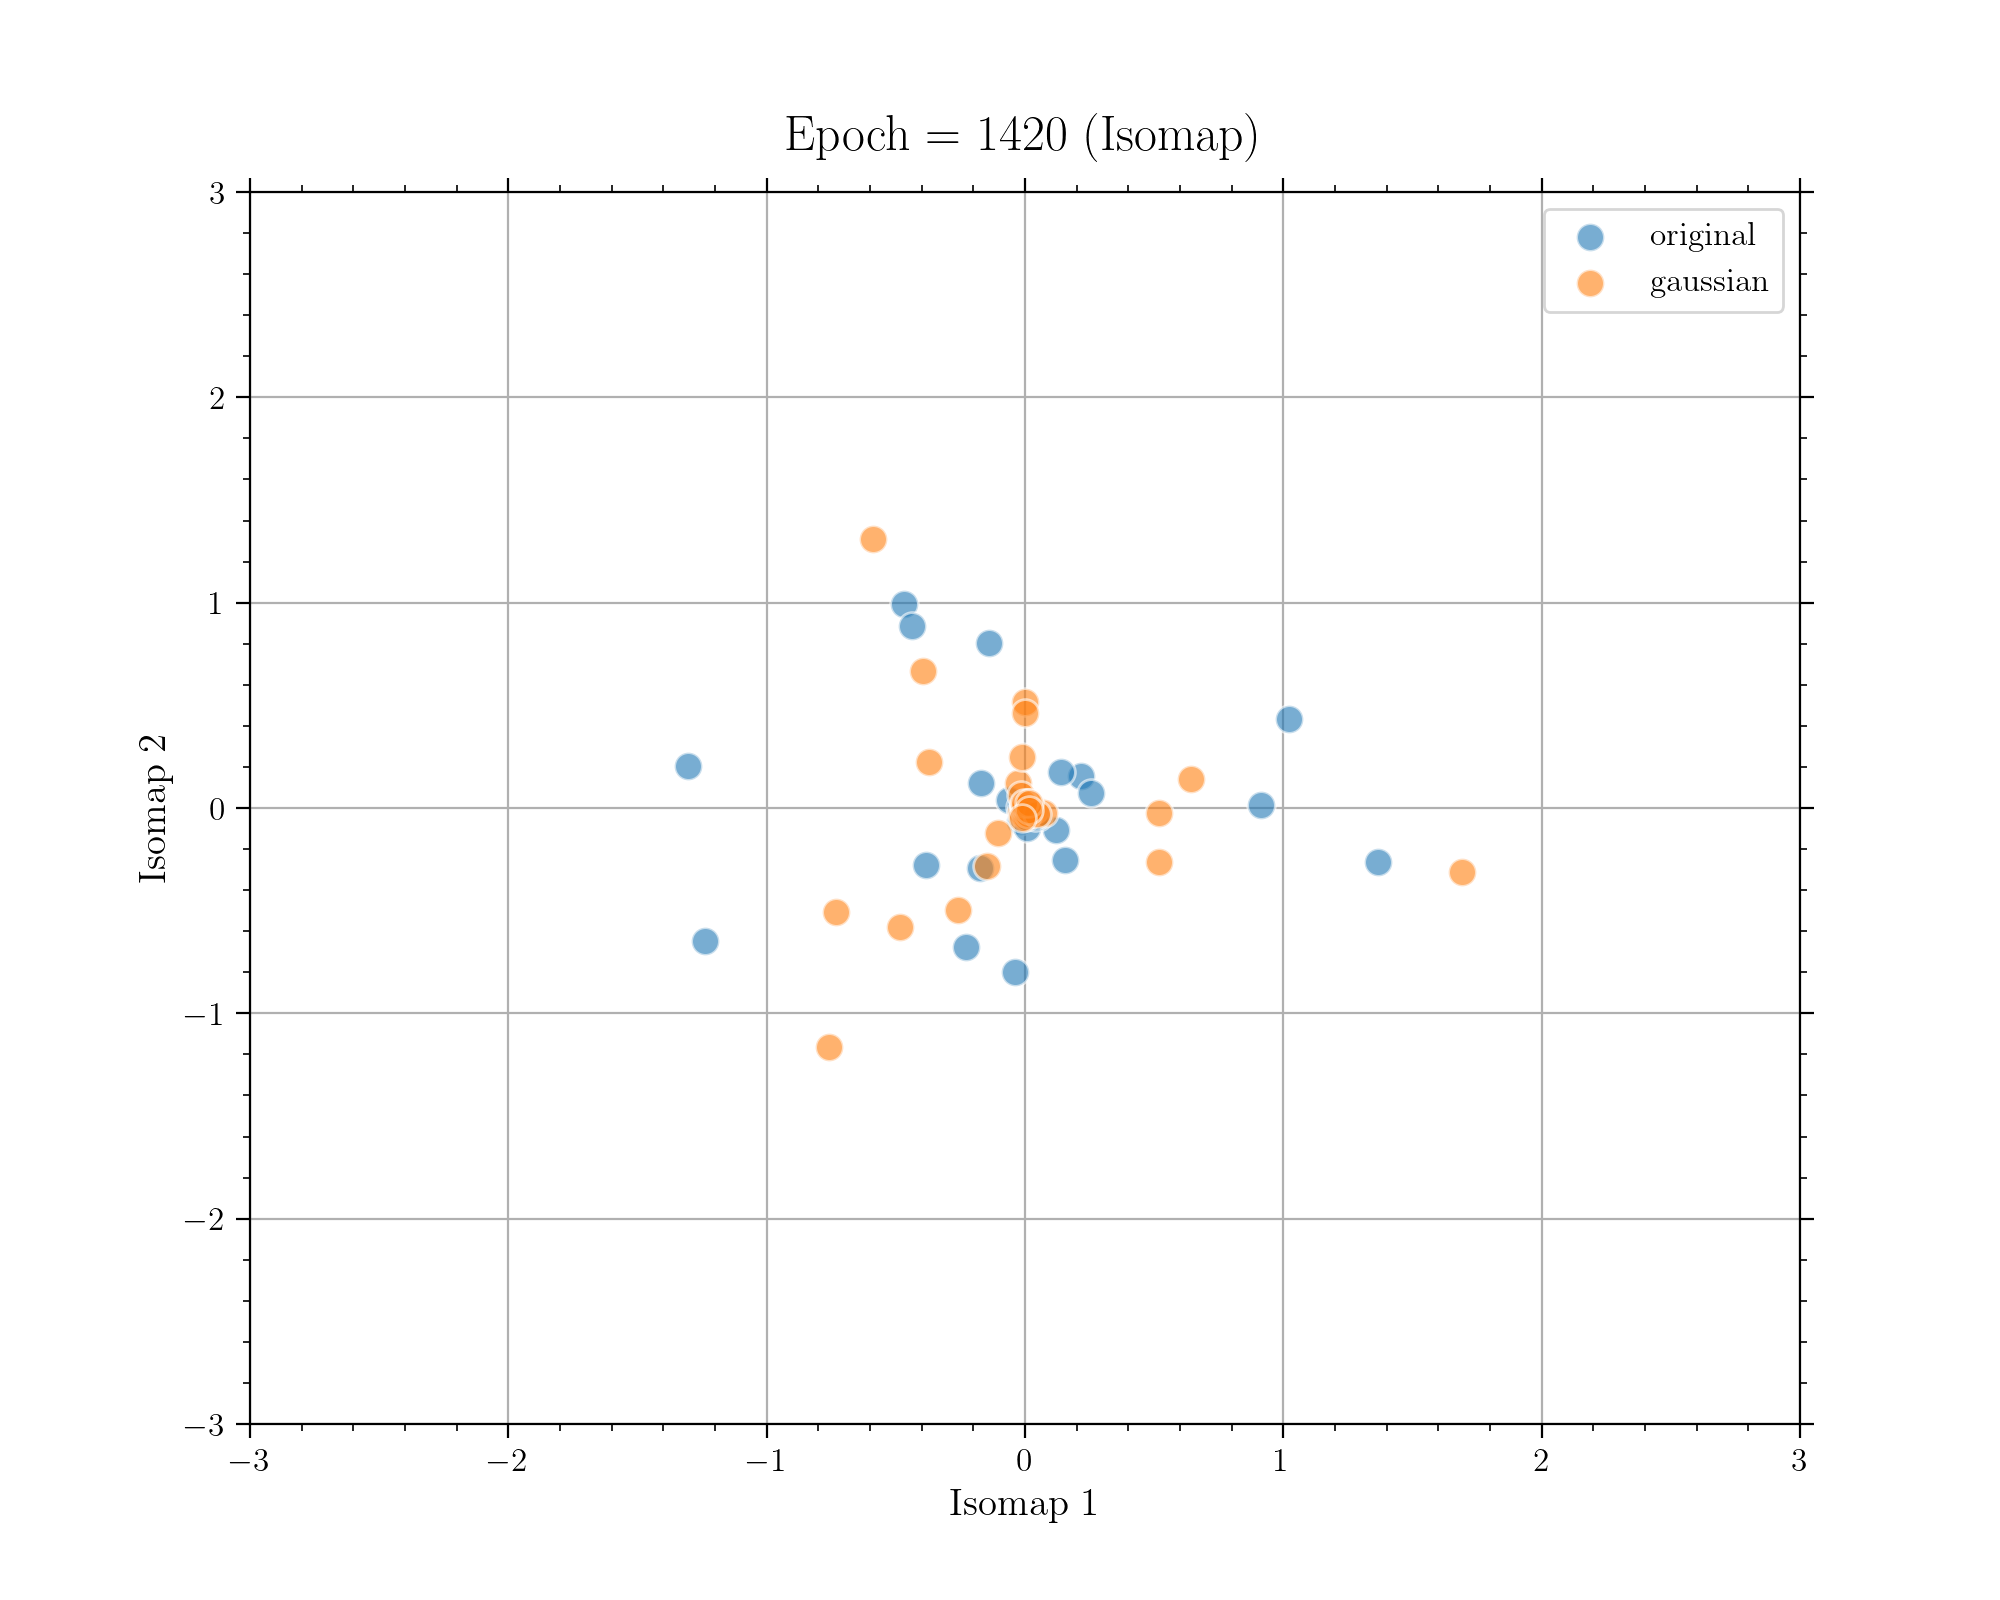 Epoch = 1420 (Isomap)
original
gaussian
3
2
1
0
−1
−2
−3
Isomap 2
−3
−2
−1
0
1
2
3
Isomap 1